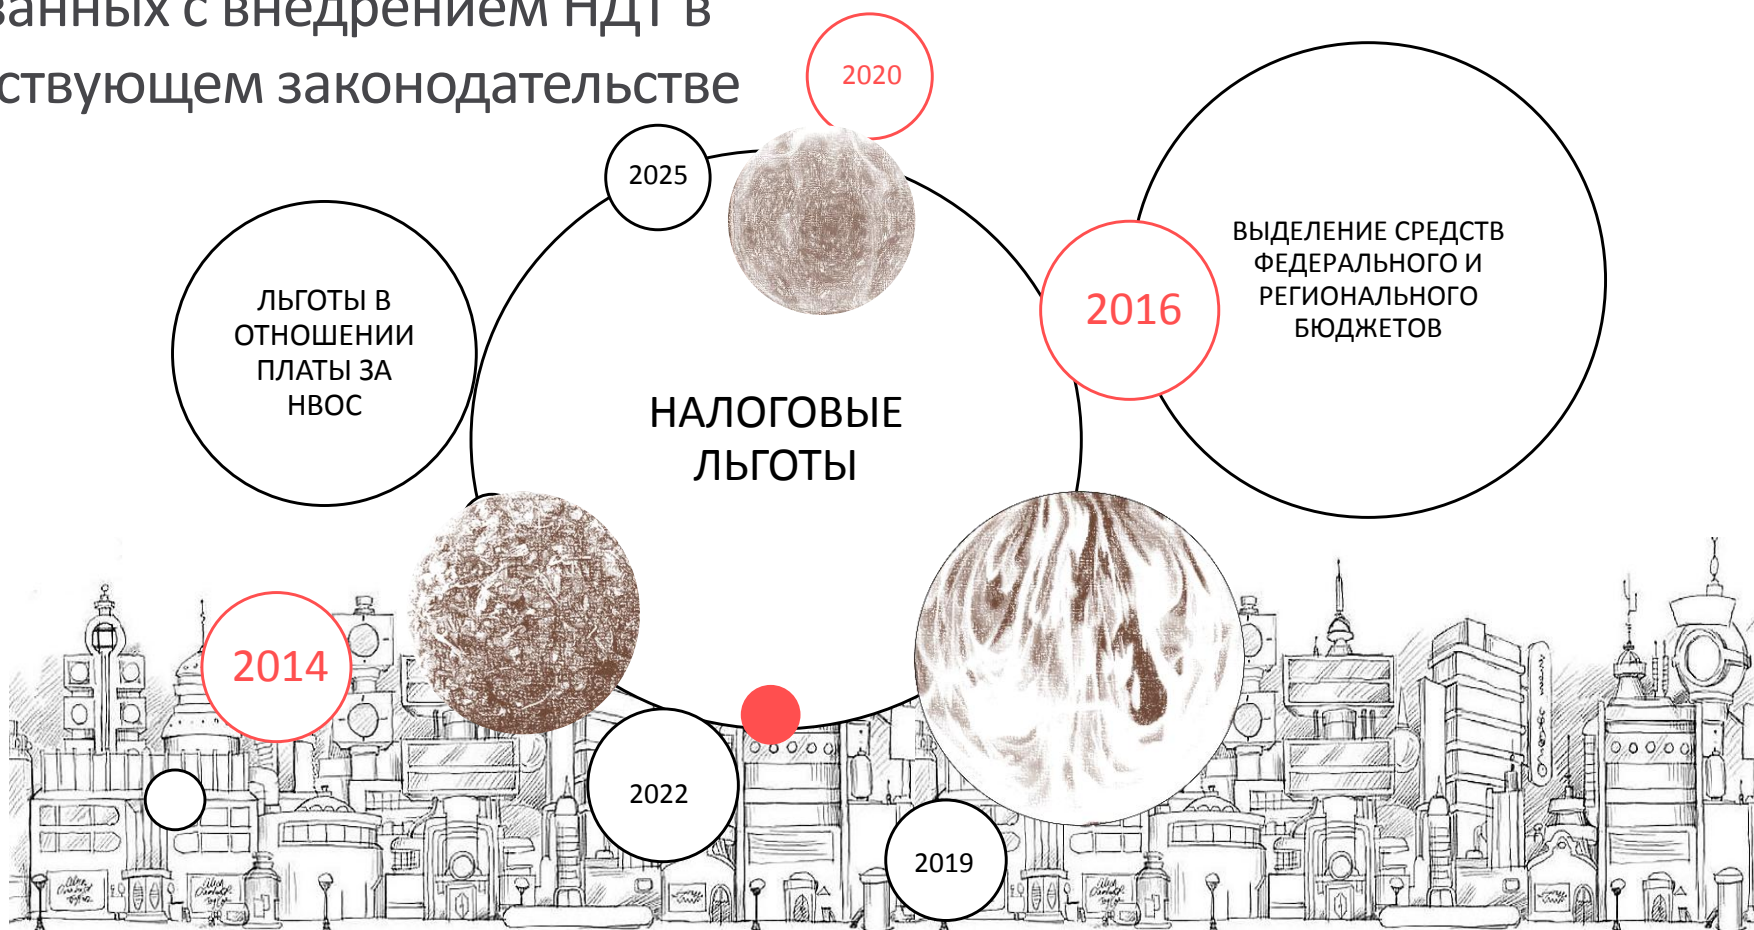 ванных с внедрением НДТ в
ствующем законодательстве
2020
2025
ВЫДЕЛЕНИЕ СРЕДСТВ
ФЕДЕРАЛЬНОГО И
РЕГИОНАЛЬНОГО
БЮДЖЕТОВ
2016
ЛЬГОТЫ В
ОТНОШЕНИИ
ПЛАТЫ ЗА
НВОС
НАЛОГОВЫЕ
ЛЬГОТЫ
2014
2022
2019